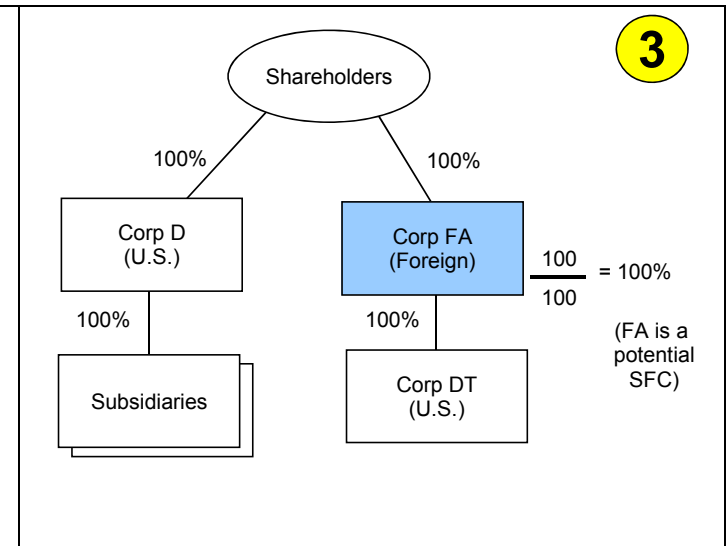 3
Shareholders
100%
100%
Corp D
(U.S.)
Corp FA
(Foreign)
100
100
= 100%
100%
100%
(FA is a
potential
SFC)
Subsidiaries
Corp DT
(U.S.)